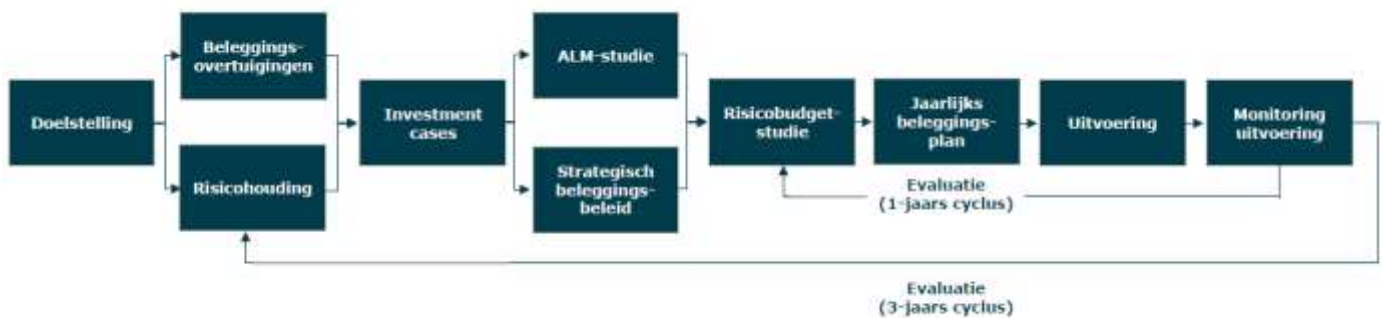 Doelstelling
Beleggings-
overtuigingen
Risicohouding
Investment
cases
ALM-studie
Strategisch
beleggings-
beleid
Risicobudget-
studie
Jaarlijks
beleggings-
plan
Uitvoering
Monitoring
uitvoering
Evaluatie
(1-jaars cyclus)
Evaluatie
(3-jaars cyclus)